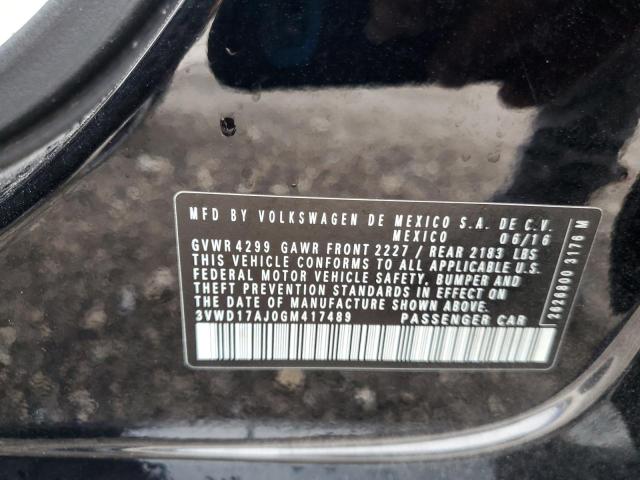 MFD BY VOLKSWAGEN DE MEXICO S.A. DE C.V.
MEXICO 06/16
GVWR 4299 GAWR FRONT 2227 / REAR 2183 LBS
THIS VEHICLE CONFORMS TO ALL APPLICABLE U.S.
FEDERAL MOTOR VEHICLE SAFETY, BUMPER AND
THEFT PREVENTION STANDARDS IN EFFECT ON
THE DATE OF MANUFACTURE SHOWN ABOVE.
3VWD17AJ0GM417489 PASSENGER CAR
2626800 3176 M